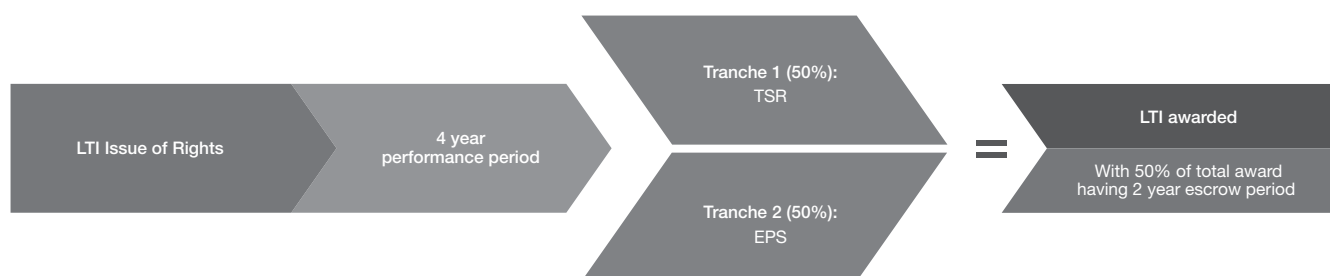 LTI Issue of Rights
4 year
performance period
Tranche 1 (50%):
TSR
Tranche 2 (50%):
EPS
=
LTI awarded
With 50% of total award
having 2 year escrow period